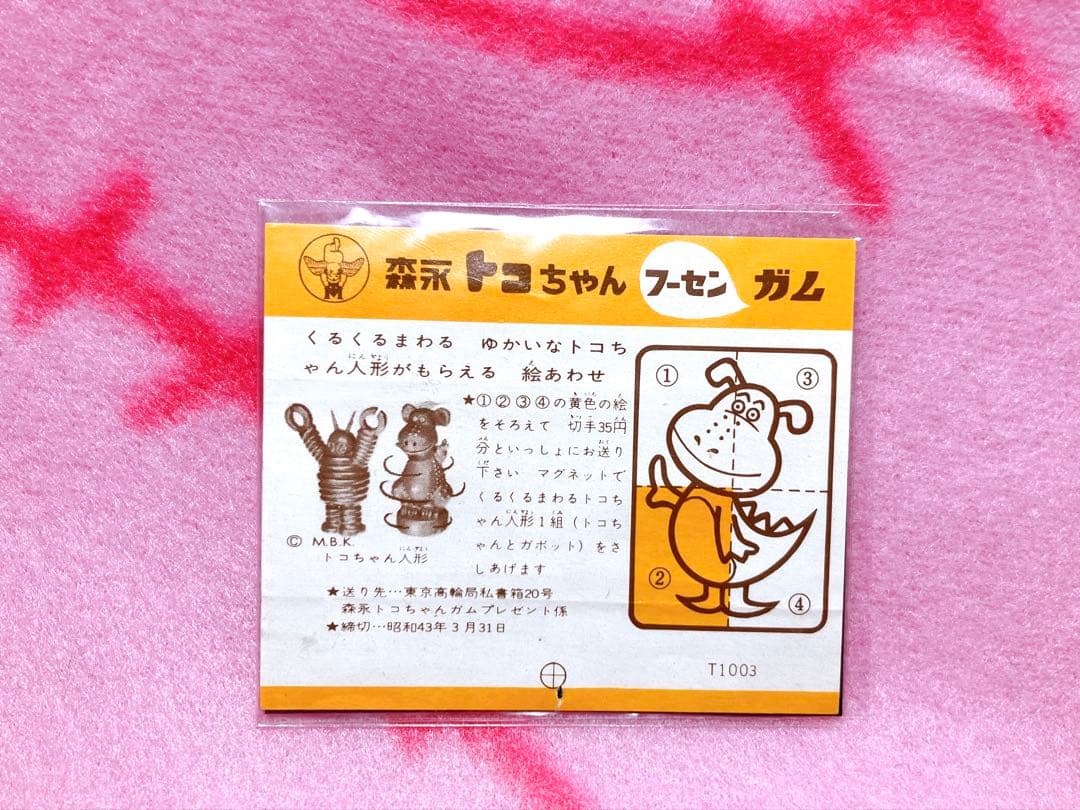 森永トコちゃんフーセンガム
くるくるまわる ゆかいなトコち
ゃん人形がもらえる 絵あわせ
★①②③④の黄色の絵
をそろえて 切手35円
分といっしょにお送り
下さい マグネットで
くるくるまわるトコち
ゃん人形1組（トコち
ゃんとガボット）をさ
しあげます
© M.B.K.
トコちゃん人形
★送り先…東京高輪局私書箱20号
森永トコちゃんガムプレゼント係
★締切…昭和43年3月31日
① ③
② ④
T1003